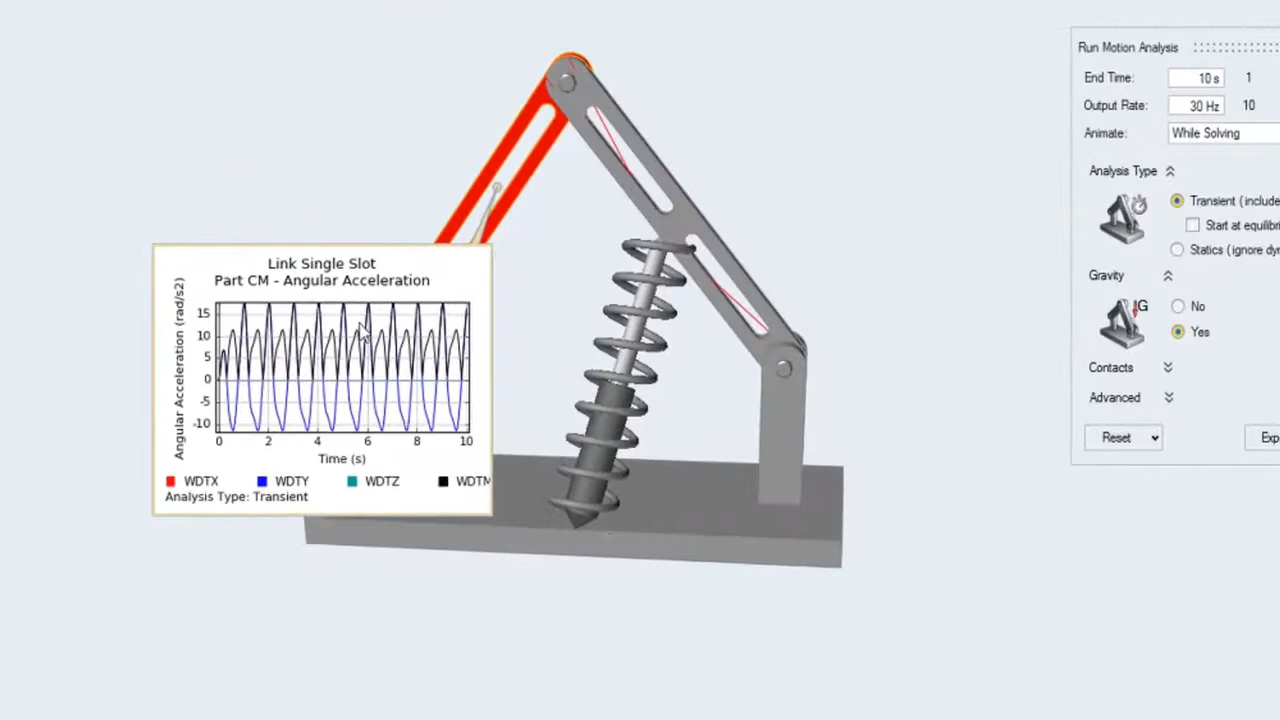 Run Motion Analysis
End Time: 10 s 1
Output Rate: 30 Hz 10
Animate: While Solving
Analysis Type
Transient (include
Start at equilibri
Statics (ignore dyn
Gravity
G
No
Yes
Contacts
Advanced
Reset
Exp
Link Single Slot
Part CM - Angular Acceleration
Angular Acceleration (rad/s2)
15
10
5
0
-5
-10
0 2 4 6 8 10
Time (s)
WDTX WDTY WDTZ WDTM
Analysis Type: Transient